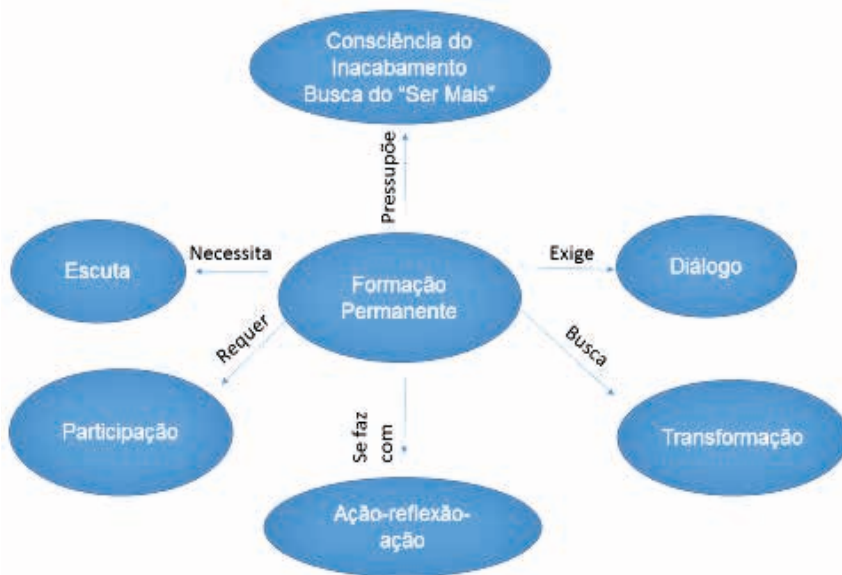 Consciência do
Inacabamento
Busca do "Ser Mais"
Pressupõe
Escuta
Necessita
Formação
Permanente
Exige
Diálogo
Requer
Busca
Participação
Se faz
com
Transformação
Ação-reflexão-
ação